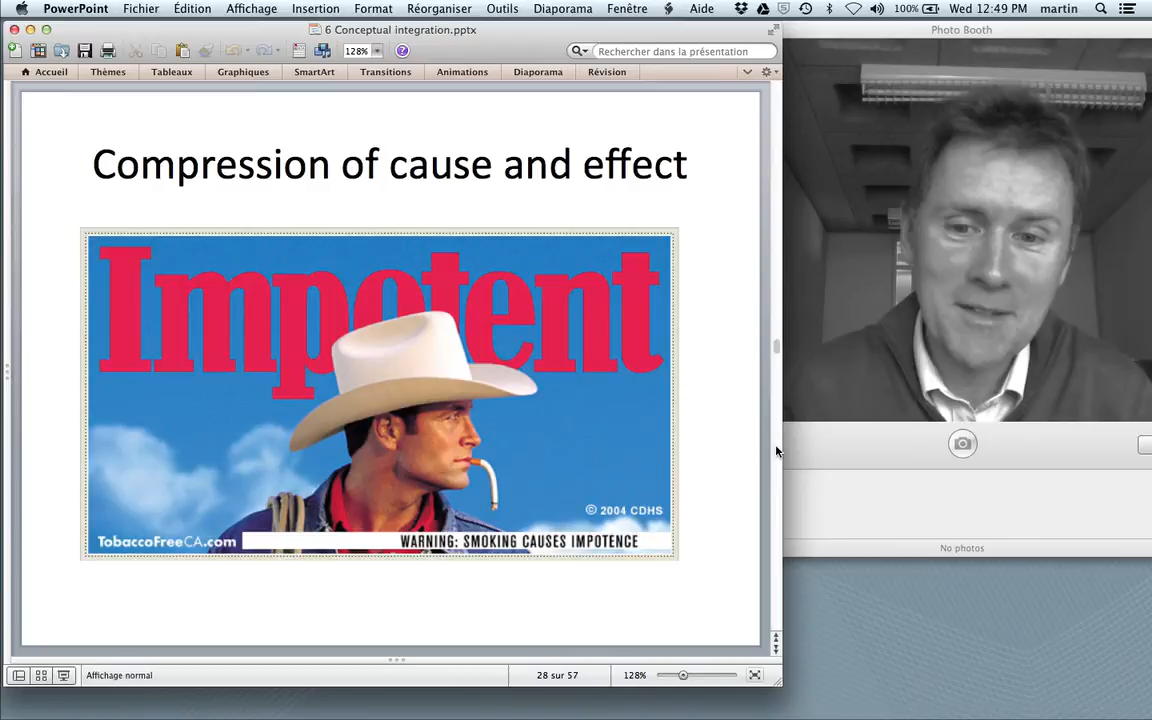 PowerPoint Fichier Édition Affichage Insertion Format Réorganiser Outils Diaporama Fenêtre Aide 100% Wed 12:49 PM martin
6 Conceptual integration.pptx
128% Rechercher dans la présentation
Accueil Thèmes Tableaux Graphiques SmartArt Transitions Animations Diaporama Révision
Compression of cause and effect
Impotent
© 2004 CDHS
TobaccoFreeCA.com WARNING: SMOKING CAUSES IMPOTENCE
Affichage normal 28 sur 57 128%
Photo Booth
No photos